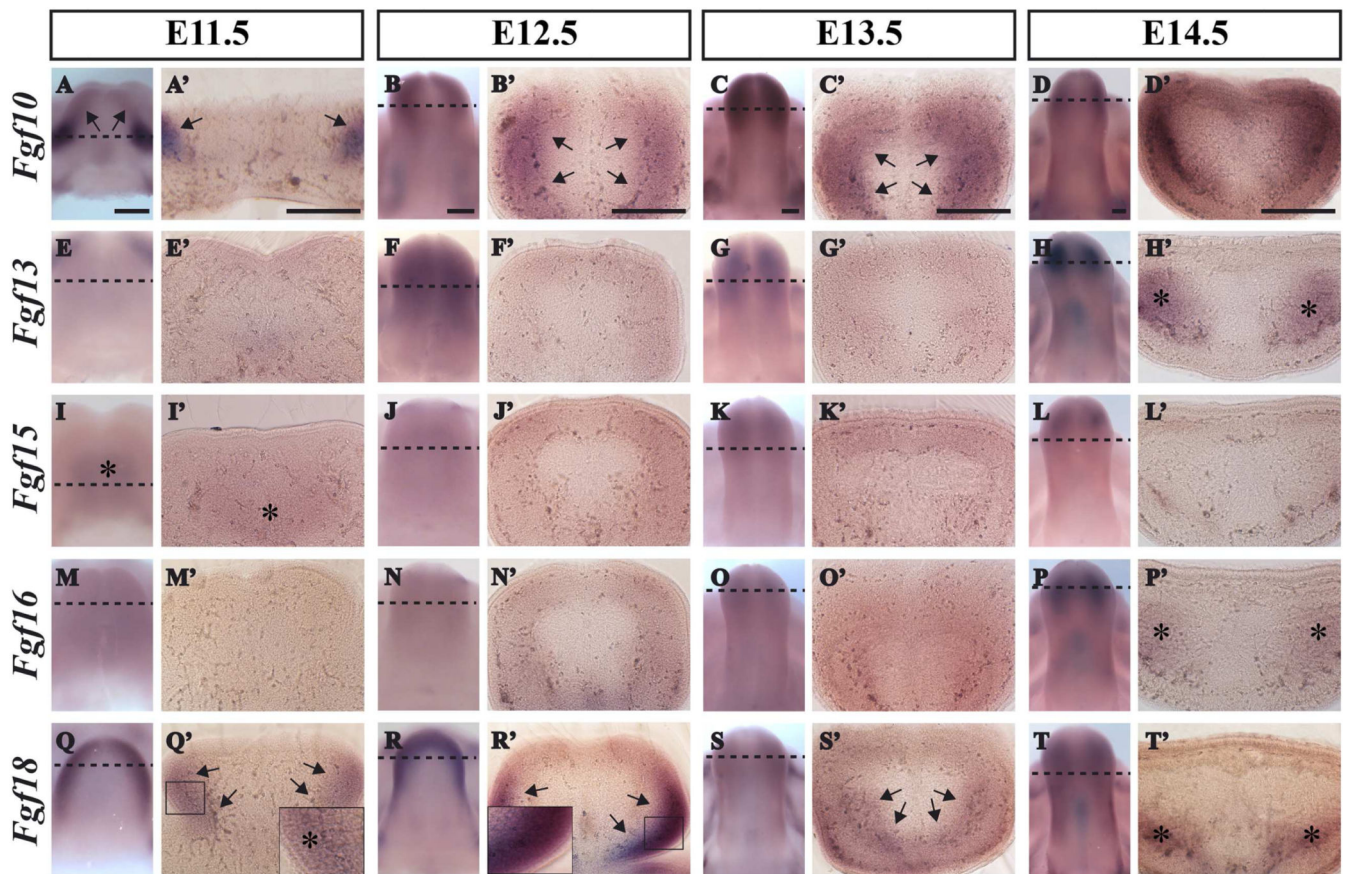 E11.5 E12.5 E13.5 E14.5
Fgf10
A A’ B B’ C C’ D D’
Fgf13
E E’ F F’ G G’ H H’
* *
Fgf15
I I’ J J’ K K’ L L’
* *
Fgf16
M M’ N N’ O O’ P P’
* *
Fgf18
Q Q’ R R’ S S’ T T’
* * *